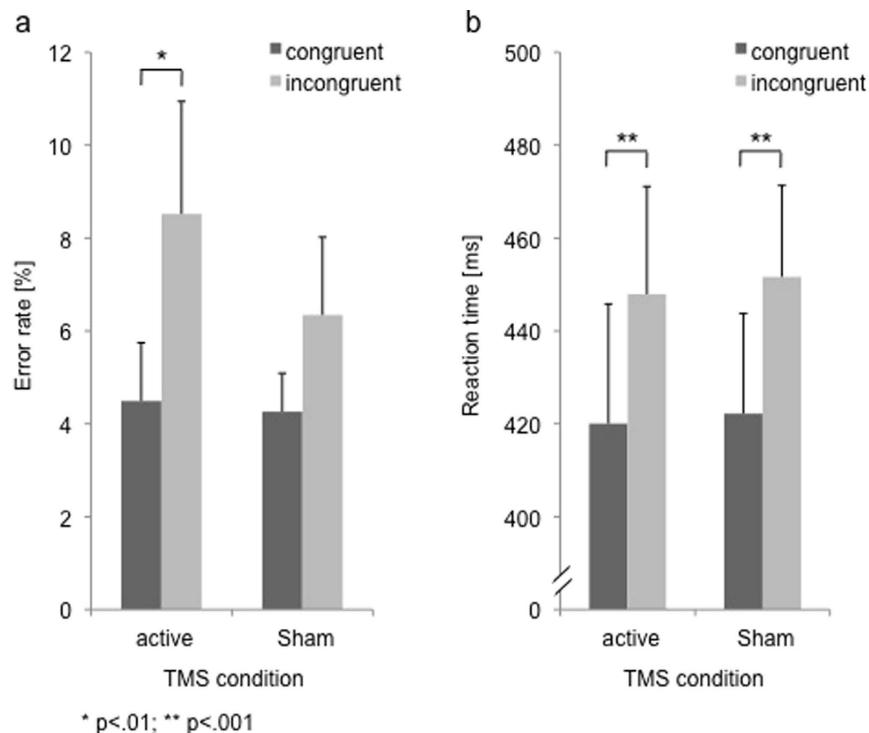 a
12
10
8
6
4
2
0
Error rate [%]
congruent
incongruent
*
active Sham
TMS condition
* p<.01; ** p<.001
b
500
480
460
440
420
400
0
Reaction time [ms]
congruent
incongruent
** **
active Sham
TMS condition